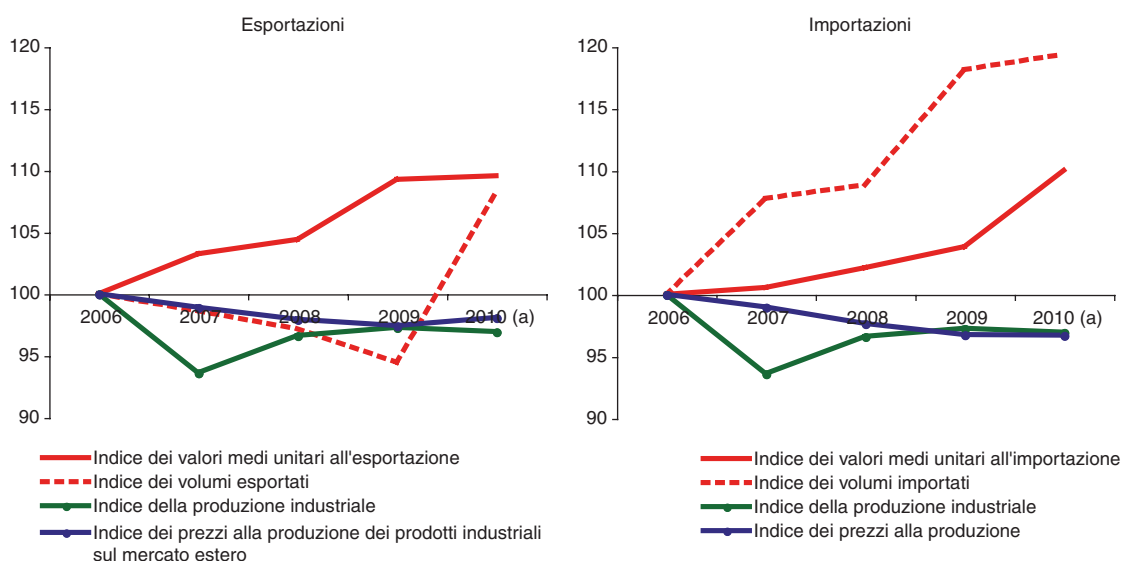 Esportazioni
120
115
110
105
100
95
90
2006 2007 2008 2009 2010 (a)
Indice dei valori medi unitari all'esportazione
Indice dei volumi esportati
Indice della produzione industriale
Indice dei prezzi alla produzione dei prodotti industriali
sul mercato estero
Importazioni
120
115
110
105
100
95
90
2006 2007 2008 2009 2010 (a)
Indice dei valori medi unitari all'importazione
Indice dei volumi importati
Indice della produzione industriale
Indice dei prezzi alla produzione